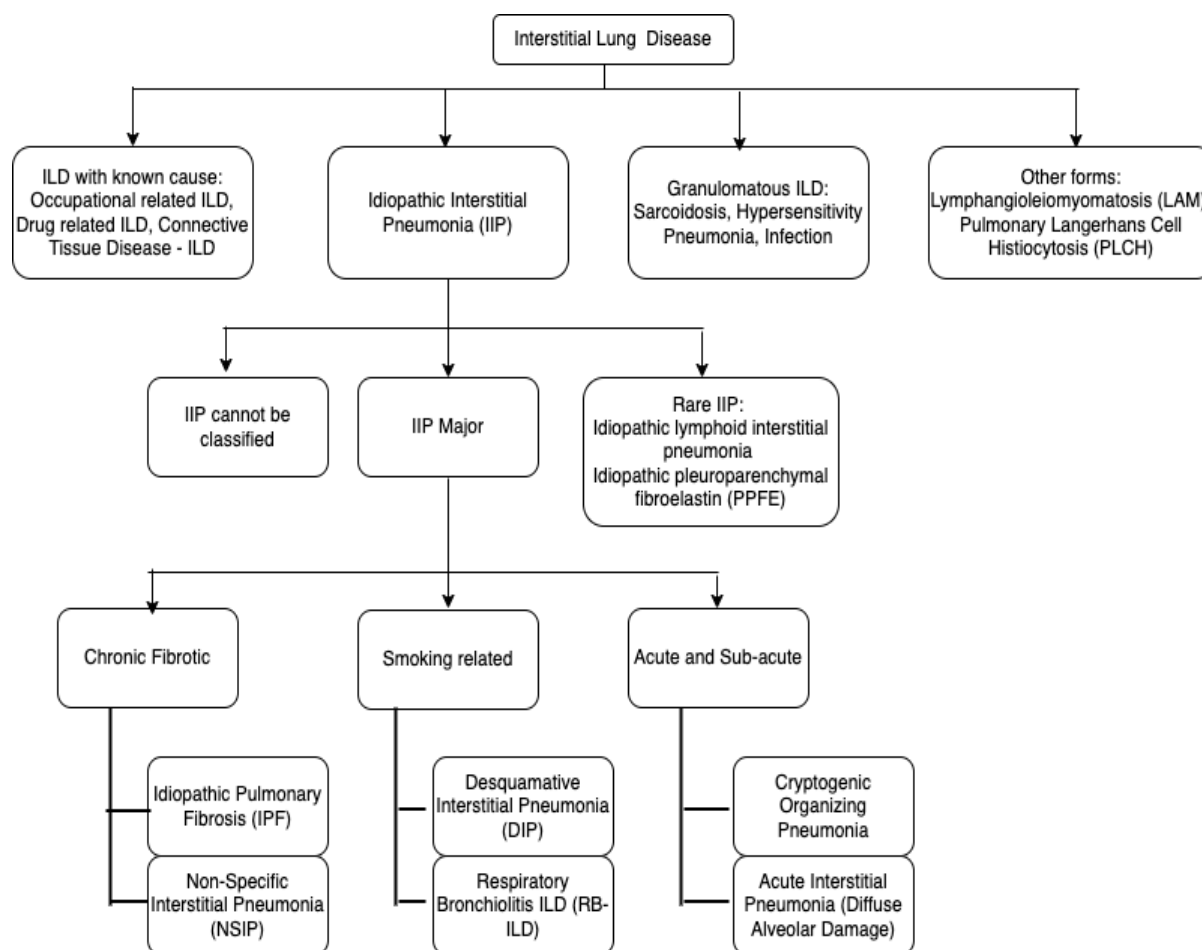 Interstitial Lung Disease
ILD with known cause:
Occupational related ILD,
Drug related ILD, Connective
Tissue Disease - ILD
Idiopathic Interstitial
Pneumonia (IIP)
Granulomatous ILD:
Sarcoidosis, Hypersensitivity
Pneumonia, Infection
Other forms:
Lymphangioleiomyomatosis (LAM)
Pulmonary Langerhans Cell
Histiocytosis (PLCH)
IIP cannot be
classified
IIP Major
Rare IIP:
Idiopathic lymphoid interstitial
pneumonia
Idiopathic pleuroparenchymal
fibroelastin (PPFE)
Chronic Fibrotic
Smoking related
Acute and Sub-acute
Idiopathic Pulmonary
Fibrosis (IPF)
Desquamative
Interstitial Pneumonia
(DIP)
Cryptogenic
Organizing
Pneumonia
Non-Specific
Interstitial Pneumonia
(NSIP)
Respiratory
Bronchiolitis ILD (RB-
ILD)
Acute Interstitial
Pneumonia (Diffuse
Alveolar Damage)